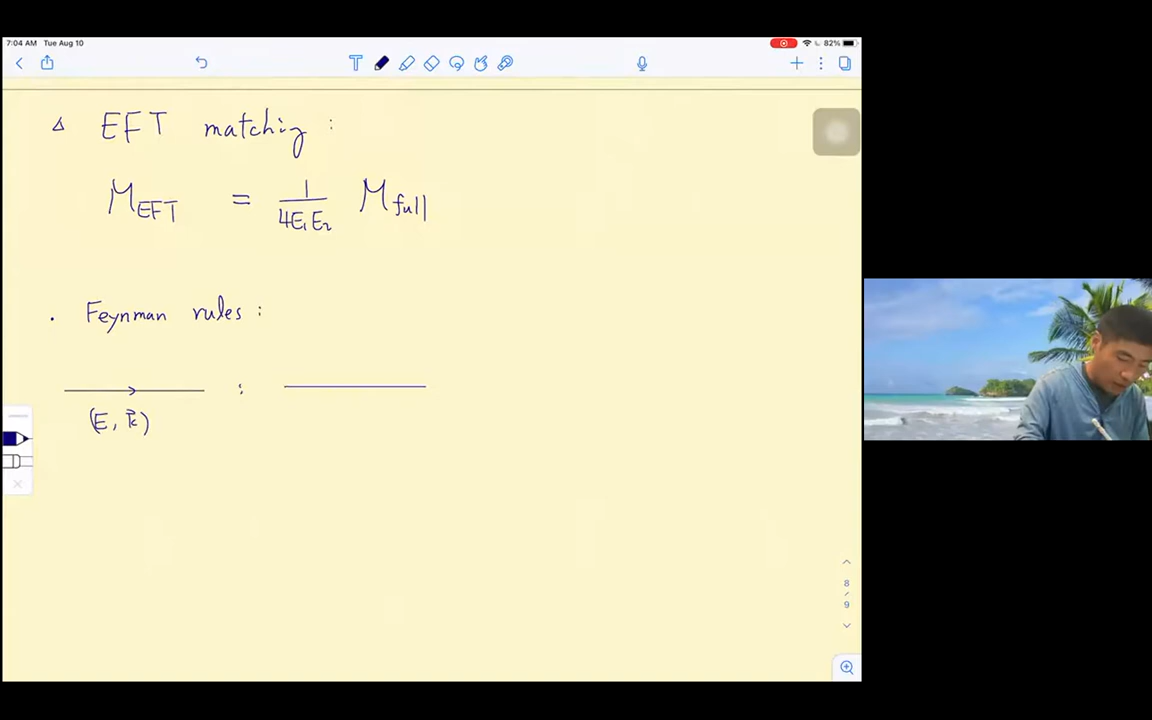 7:04 AM Tue Aug 10
82%
T
△ EFT matching :
M_EFT = 1/(4E₁E₂) M_full
. Feynman rules :
:
(E, k⃗)
8
/
9